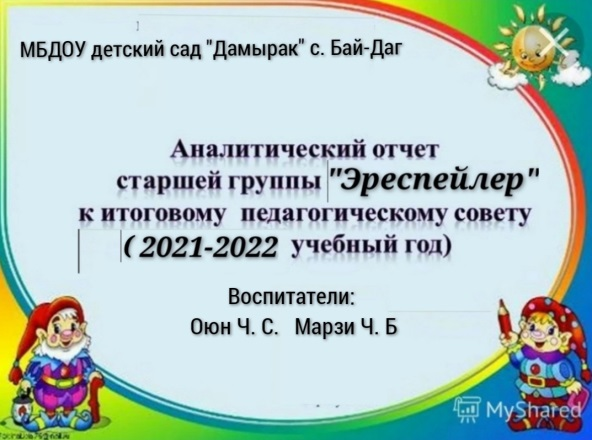 МБДОУ детский сад "Дамырак" с. Бай-Даг
Аналитический отчет
старшей группы "Эреспейлер"
к итоговому педагогическому совету
( 2021-2022 учебный год)
Воспитатели:
Оюн Ч. С. Марзи Ч. Б
MyShared